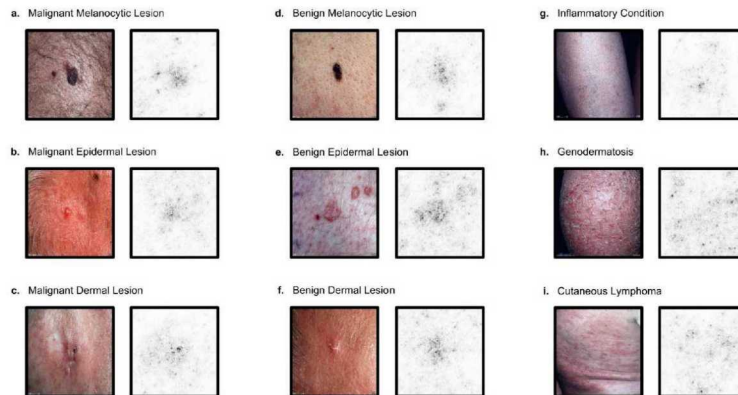 a. Malignant Melanocytic Lesion
d. Benign Melanocytic Lesion
g. Inflammatory Condition
b. Malignant Epidermal Lesion
e. Benign Epidermal Lesion
h. Genodermatosis
c. Malignant Dermal Lesion
f. Benign Dermal Lesion
i. Cutaneous Lymphoma